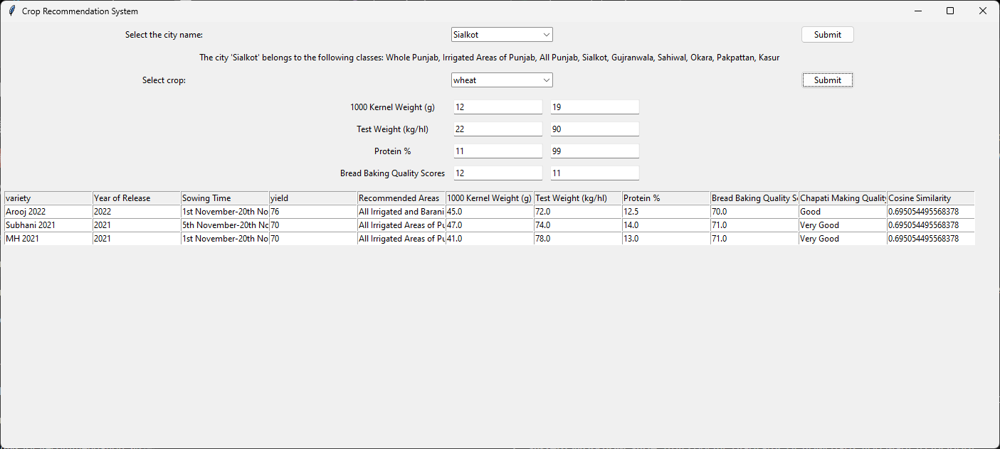 Crop Recommendation System
Select the city name: Sialkot Submit
The city 'Sialkot' belongs to the following classes: Whole Punjab, Irrigated Areas of Punjab, All Punjab, Sialkot, Gujranwala, Sahiwal, Okara, Pakpattan, Kasur
Select crop: wheat Submit
1000 Kernel Weight (g) 12 19
Test Weight (kg/hl) 22 90
Protein % 11 99
Bread Baking Quality Scores 12 11
variety Year of Release Sowing Time yield Recommended Areas 1000 Kernel Weight (g) Test Weight (kg/hl) Protein % Bread Baking Quality S Chapati Making Quality Cosine Similarity
Arooj 2022 2022 1st November-20th No 76 All Irrigated and Barani 45.0 72.0 12.5 70.0 Good 0.695054495568378
Subhani 2021 2021 5th November-20th No 70 All Irrigated Areas of Pu 47.0 74.0 14.0 71.0 Very Good 0.695054495568378
MH 2021 2021 1st November-20th No 70 All Irrigated Areas of Pu 41.0 78.0 13.0 71.0 Very Good 0.695054495568378